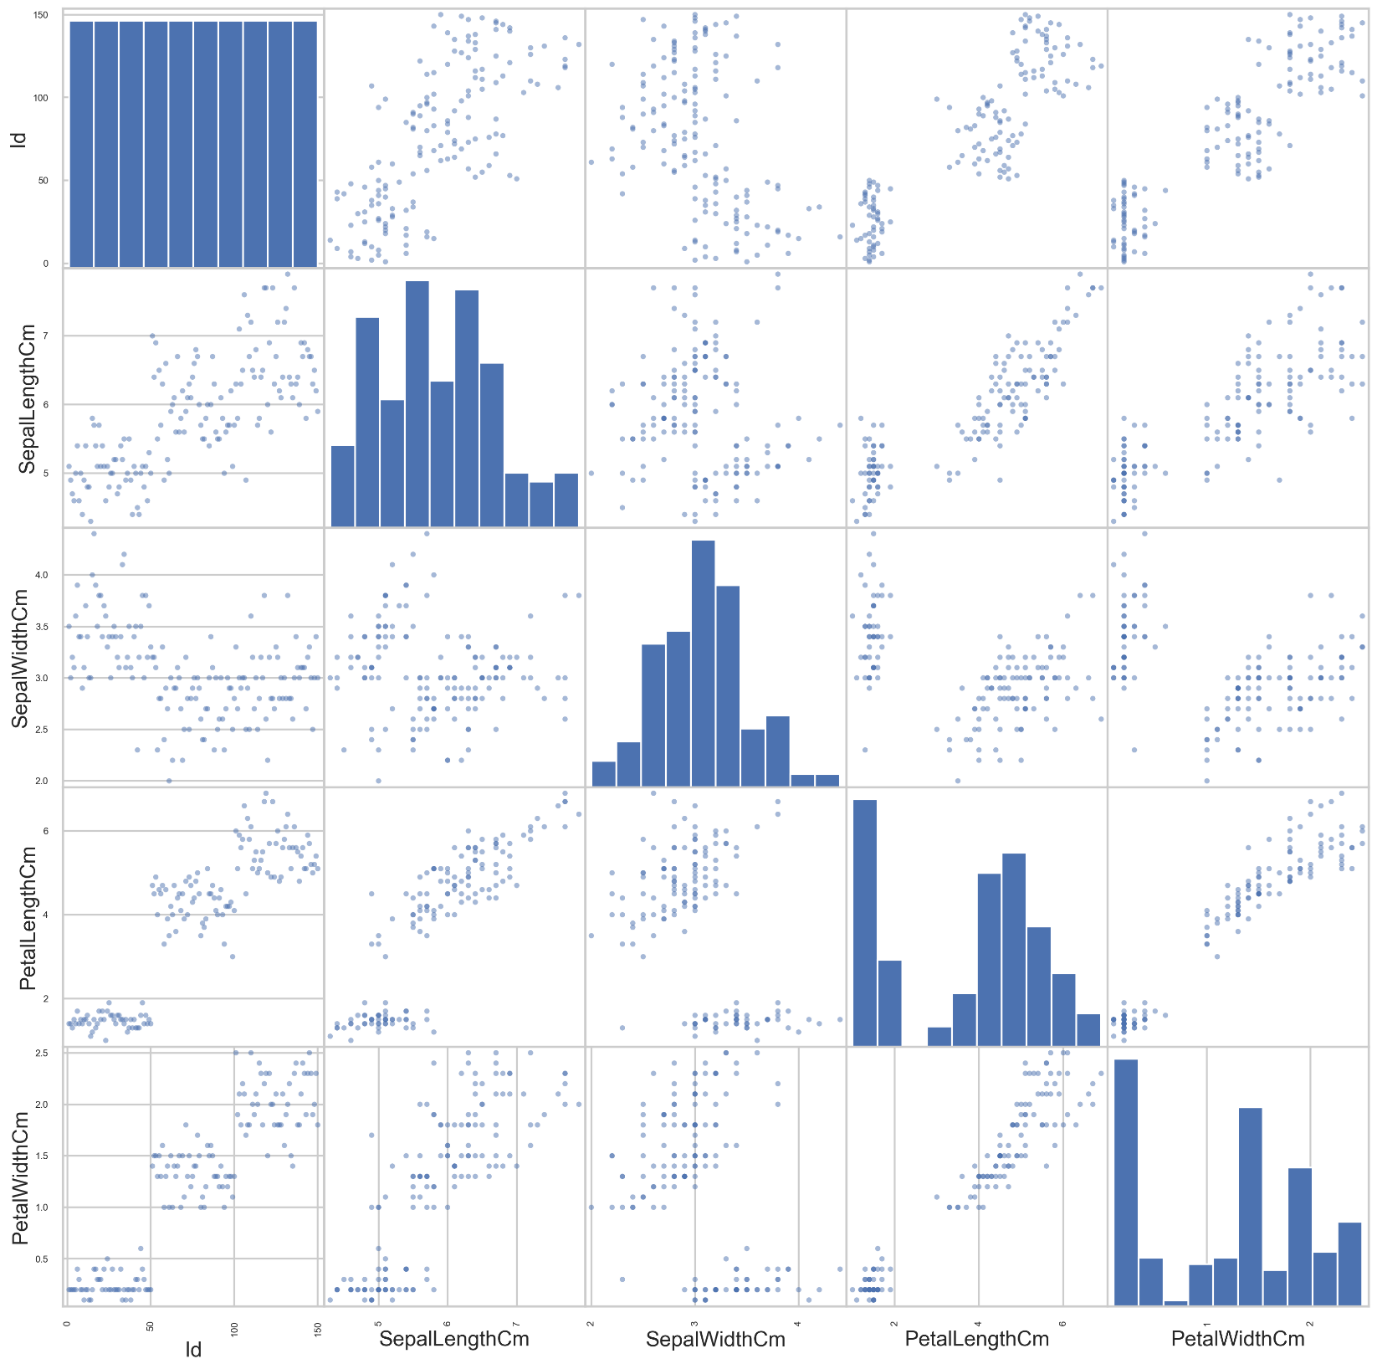 150
100
50
0
Id
7
6
5
SepalLengthCm
4.0
3.5
3.0
2.5
2.0
SepalWidthCm
6
4
2
PetalLengthCm
2.5
2.0
1.5
1.0
0.5
PetalWidthCm
0 50 100 150 5 6 7 2 3 4 2 4 6 1 2
Id SepalLengthCm SepalWidthCm PetalLengthCm PetalWidthCm